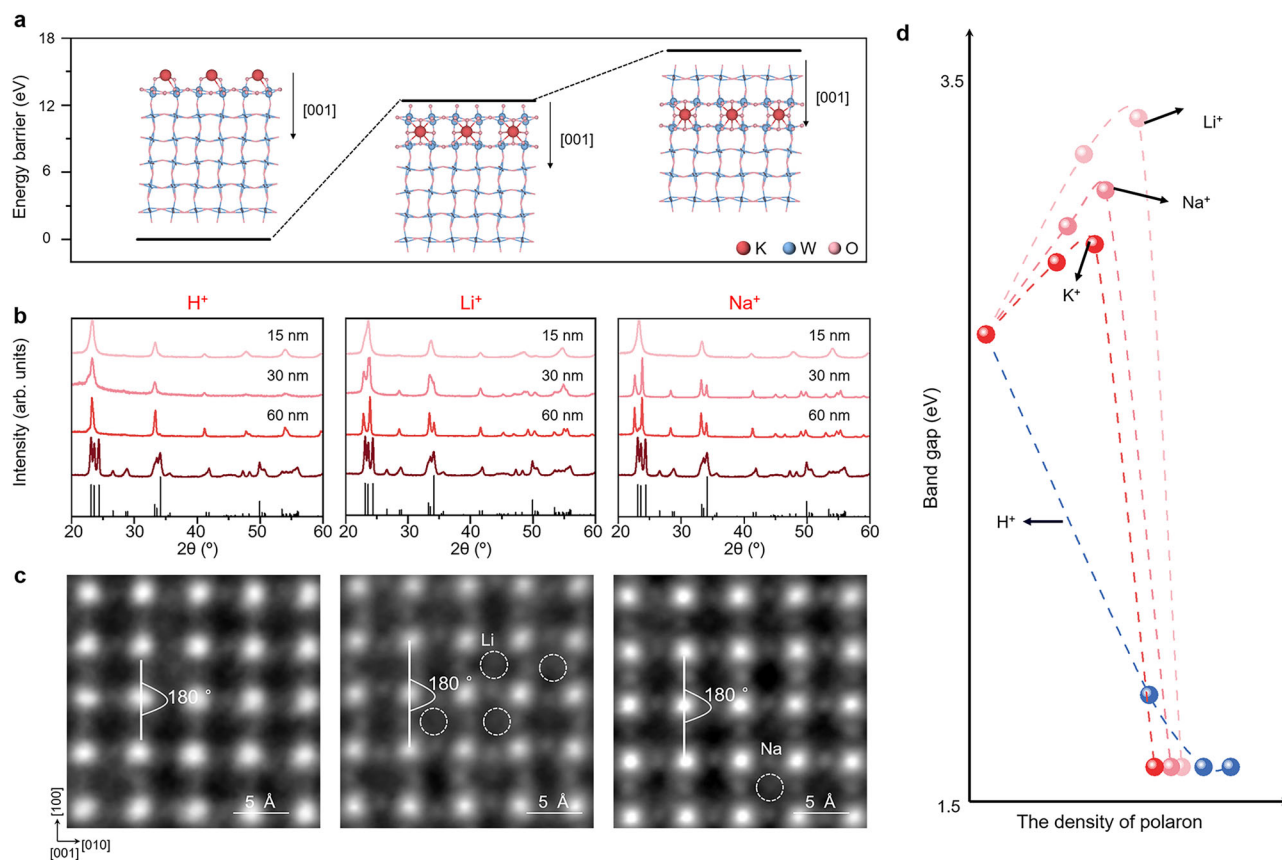 a
Energy barrier (eV)
18
12
6
0
[001]
[001]
[001]
K W O
b
H⁺ Li⁺ Na⁺
Intensity (arb. units)
15 nm
30 nm
60 nm
15 nm
30 nm
60 nm
15 nm
30 nm
60 nm
20 30 40 50 60
20 30 40 50 60
20 30 40 50 60
2θ (°) 2θ (°) 2θ (°)
c
180 °
5 Å
Li
180 °
5 Å
180 °
Na
5 Å
[100]
[001] [010]
d
3.5
Band gap (eV)
1.5
Li⁺
Na⁺
K⁺
H⁺
The density of polaron